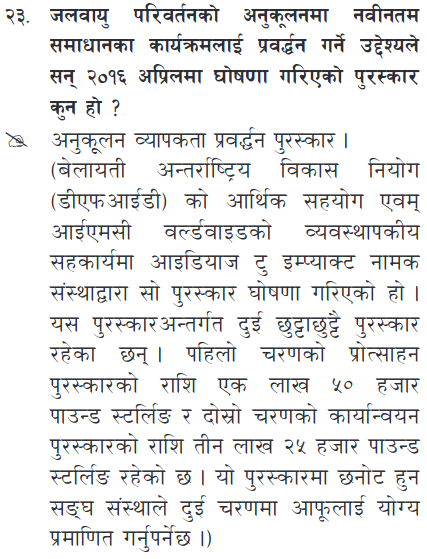 २३. जलवायु परिवर्तनको अनुकूलनमा नवीनतम
समाधानका कार्यक्रमलाई प्रवर्द्धन गर्ने उद्देश्यले
सन् २०१६ अप्रिलमा घोषणा गरिएको पुरस्कार
कुन हो ?
अनुकूलन व्यापकता प्रवर्द्धन पुरस्कार ।
(बेलायती अन्तर्राष्ट्रिय विकास नियोग
(डीएफआईडी) को आर्थिक सहयोग एवम्
आईएमसी वर्ल्डवाइडको व्यवस्थापकीय
सहकार्यमा आइडियाज टु इम्प्याक्ट नामक
संस्थाद्वारा सो पुरस्कार घोषणा गरिएको हो ।
यस पुरस्कारअन्तर्गत दुई छुट्टाछुट्टै पुरस्कार
रहेका छन् । पहिलो चरणको प्रोत्साहन
पुरस्कारको राशि एक लाख ५० हजार
पाउन्ड स्टर्लिङ र दोस्रो चरणको कार्यान्वयन
पुरस्कारको राशि तीन लाख २५ हजार पाउन्ड
स्टर्लिङ रहेको छ । यो पुरस्कारमा छनोट हुन
सङ्घ संस्थाले दुई चरणमा आफूलाई योग्य
प्रमाणित गर्नुपर्नेछ ।)